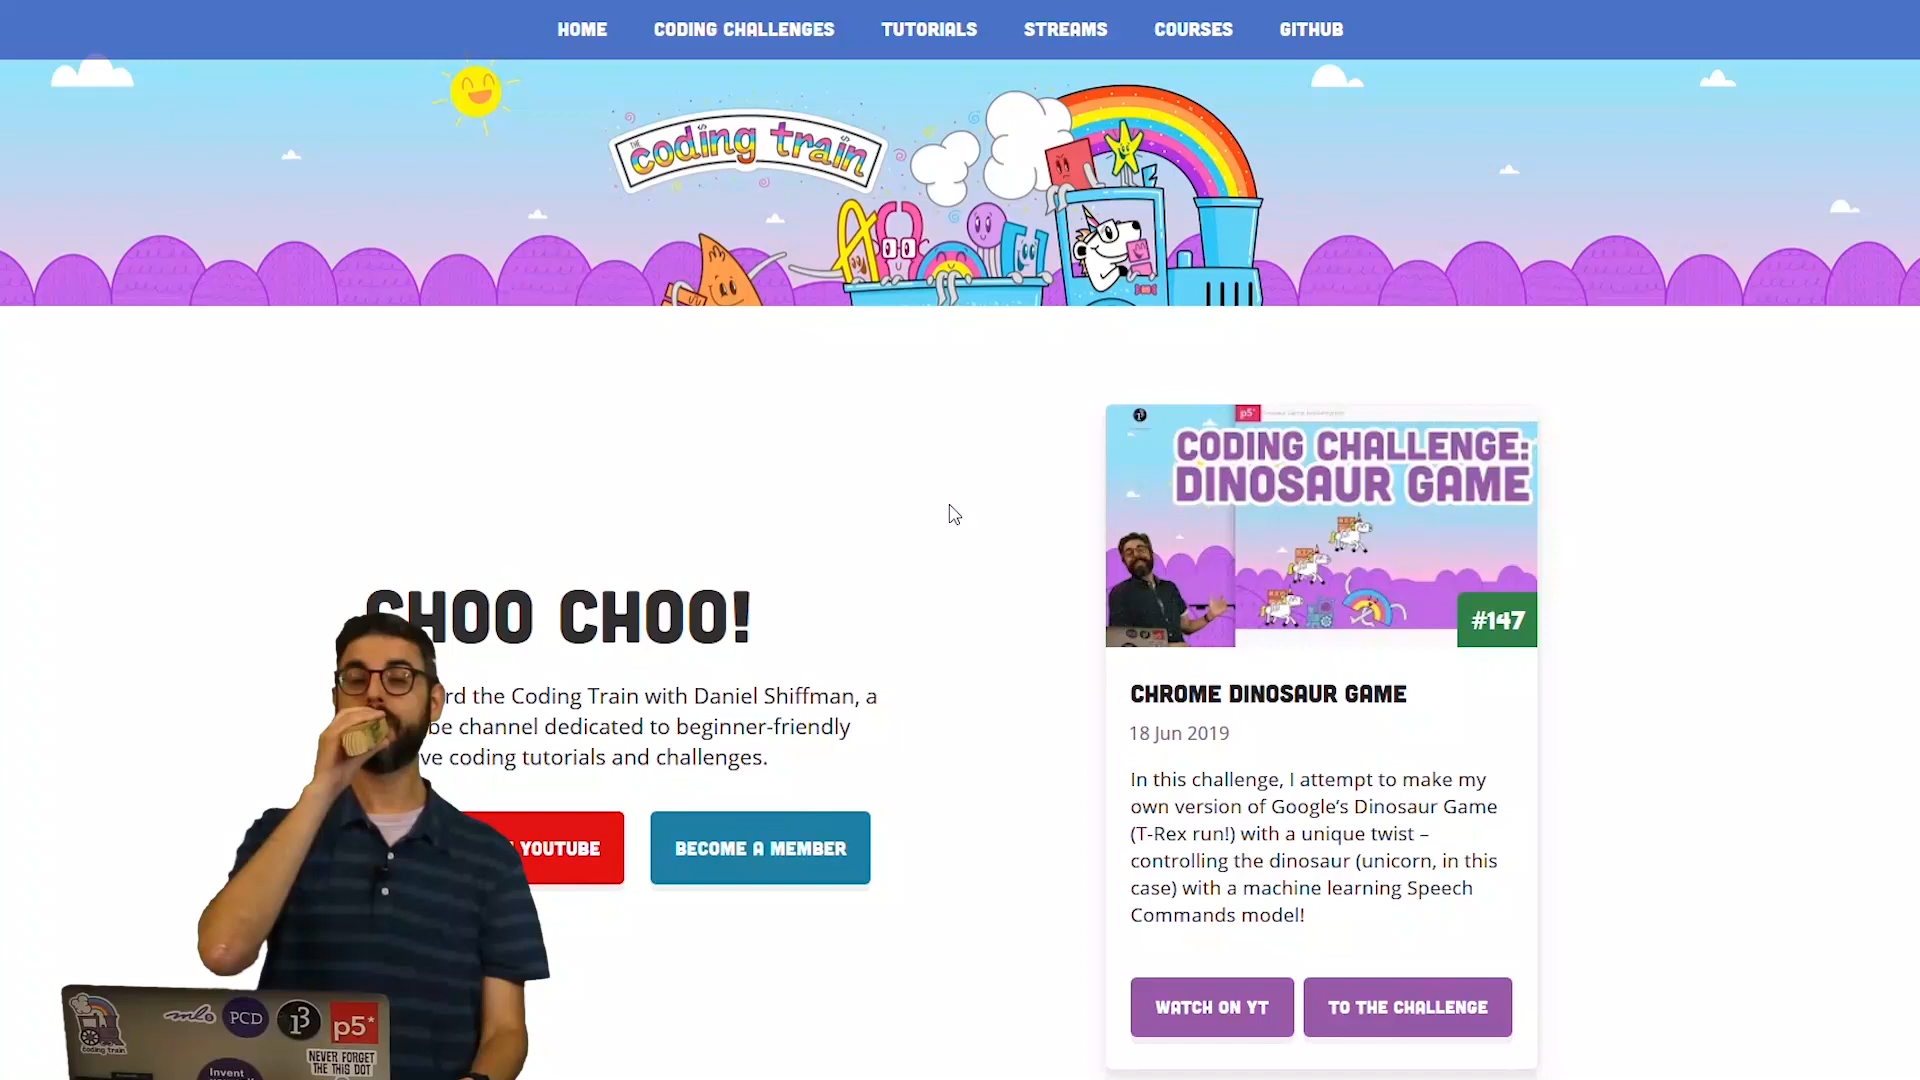 HOME CODING CHALLENGES TUTORIALS STREAMS COURSES GITHUB
THE
coding train
CHOO CHOO!
the Coding Train with Daniel Shiffman, a
channel dedicated to beginner-friendly
coding tutorials and challenges.
YOUTUBE
BECOME A MEMBER
p5*
CODING CHALLENGE:
DINOSAUR GAME
#147
CHROME DINOSAUR GAME
18 Jun 2019
In this challenge, I attempt to make my
own version of Google's Dinosaur Game
(T-Rex run!) with a unique twist –
controlling the dinosaur (unicorn, in this
case) with a machine learning Speech
Commands model!
WATCH ON YT
TO THE CHALLENGE
coding train
ml5
PCD
p5*
NEVER FORGET
THE THIS DOT
Invent